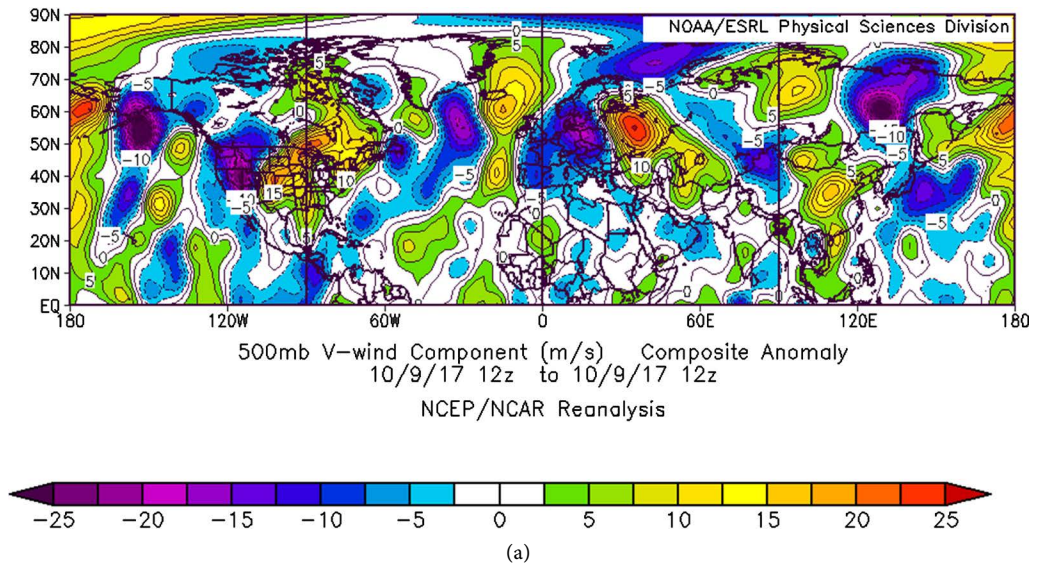 NOAA/ESRL Physical Sciences Division
90N
80N
70N
60N
50N
40N
30N
20N
10N
EQ
180 120W 60W 0 60E 120E 180
500mb V-wind Component (m/s) Composite Anomaly
10/9/17 12z to 10/9/17 12z
NCEP/NCAR Reanalysis
-25 -20 -15 -10 -5 0 5 10 15 20 25
(a)